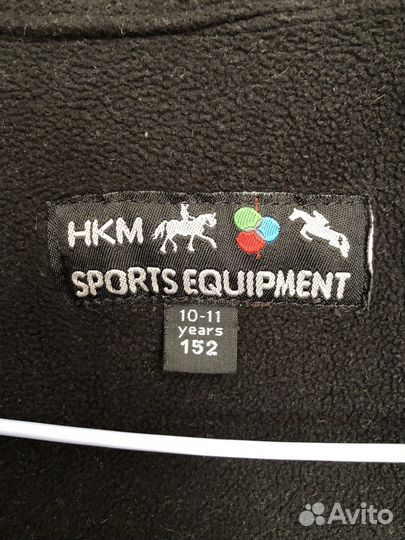 HKM
SPORTS EQUIPMENT
10-11
years
152
Avito